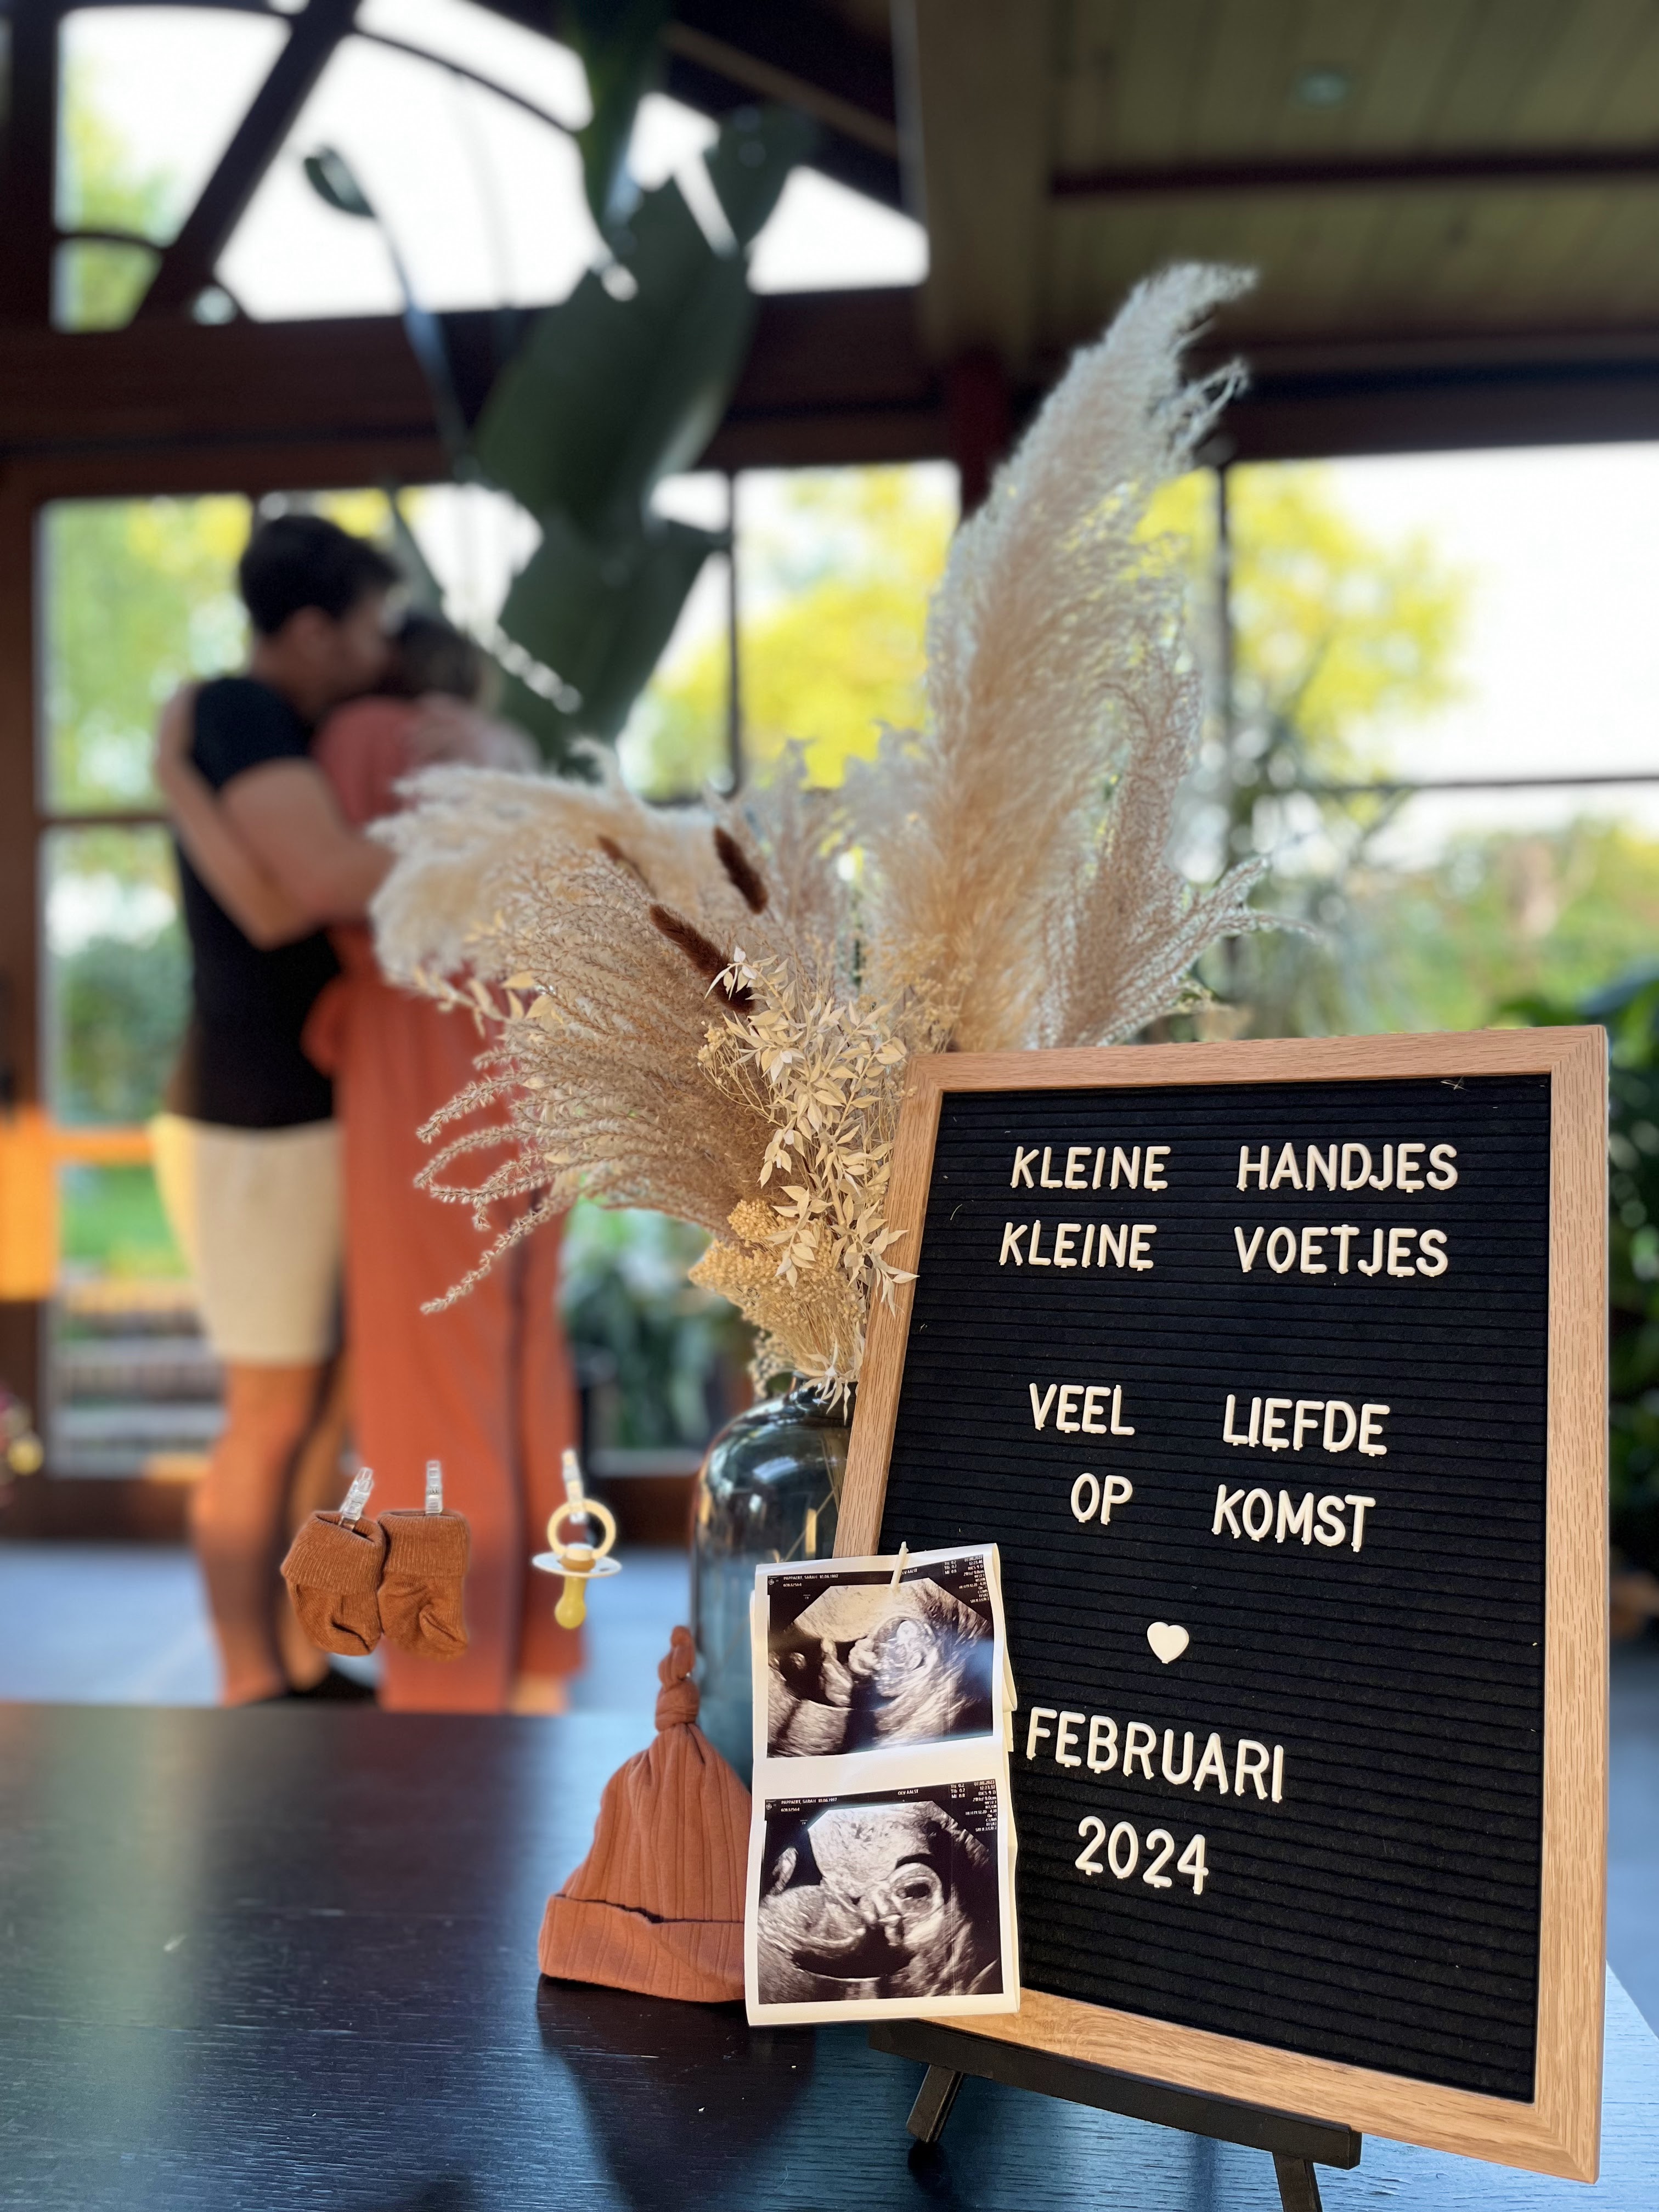 KLEINE HANDJES
KLEINE VOETJES
VEEL LIEFDE
OP KOMST
FEBRUARI
2024